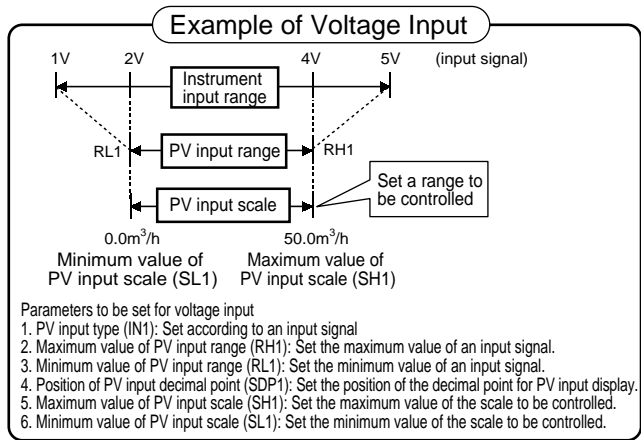 Example of Voltage Input
1V 2V 4V 5V (input signal)
Instrument
input range
RL1 PV input range RH1
PV input scale
Set a range to
be controlled
0.0m³/h 50.0m³/h
Minimum value of
PV input scale (SL1)
Maximum value of
PV input scale (SH1)
Parameters to be set for voltage input
1. PV input type (IN1): Set according to an input signal
2. Maximum value of PV input range (RH1): Set the maximum value of an input signal.
3. Minimum value of PV input range (RL1): Set the minimum value of an input signal.
4. Position of PV input decimal point (SDP1): Set the position of the decimal point for PV input display.
5. Maximum value of PV input scale (SH1): Set the maximum value of the scale to be controlled.
6. Minimum value of PV input scale (SL1): Set the minimum value of the scale to be controlled.